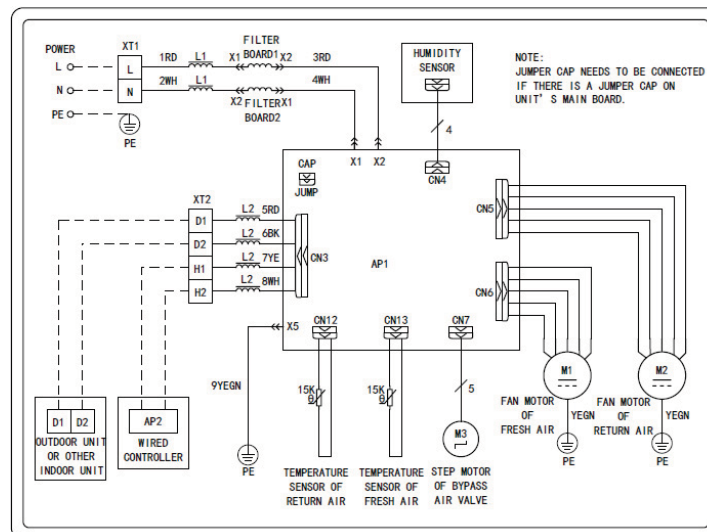 POWER
XT1
L
L
N
N
PE
PE
1RD
L1
X1
FILTER
BOARD1
X2
3RD
2WH
L1
X2
FILTER
BOARD2
X1
4WH
HUMIDITY
SENSOR
4
NOTE:
JUMPER CAP NEEDS TO BE CONNECTED
IF THERE IS A JUMPER CAP ON
UNIT'S MAIN BOARD.
X1
X2
CN4
CAP
JUMP
XT2
D1
L2
5RD
D2
L2
6BK
H1
L2
7YE
H2
L2
8WH
CN3
AP1
CN5
CN6
X5
CN12
CN13
CN7
9YEGN
PE
15K
θ
15K
θ
5
M3
M1
M2
FAN MOTOR
OF
FRESH AIR
YEGN
PE
FAN MOTOR
OF
RETURN AIR
YEGN
PE
D1
D2
OUTDOOR UNIT
OR OTHER
INDOOR UNIT
AP2
WIRED
CONTROLLER
TEMPERATURE
SENSOR OF
RETURN AIR
TEMPERATURE
SENSOR OF
FRESH AIR
STEP MOTOR
OF BYPASS
AIR VALVE